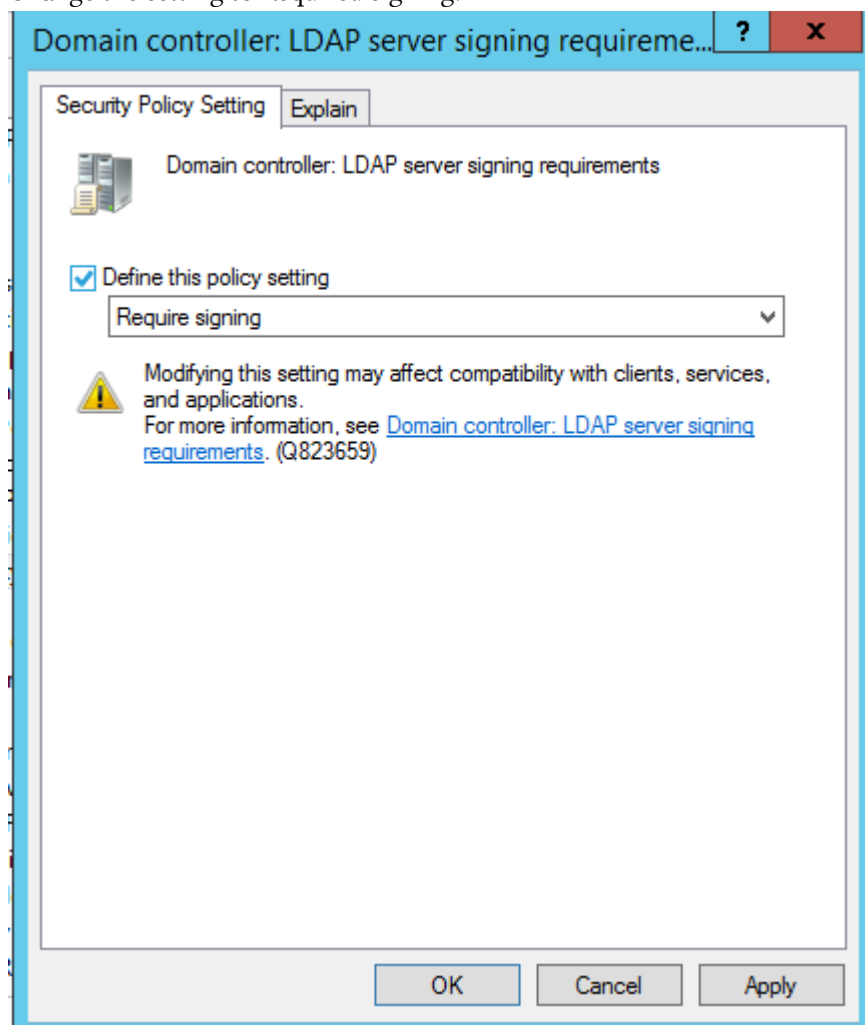 Domain controller: LDAP server signing requireme...
?
x
Security Policy Setting
Explain
Domain controller: LDAP server signing requirements
Define this policy setting
Require signing
Modifying this setting may affect compatibility with clients, services,
and applications.
For more information, see Domain controller: LDAP server signing
requirements. (Q823659)
OK
Cancel
Apply